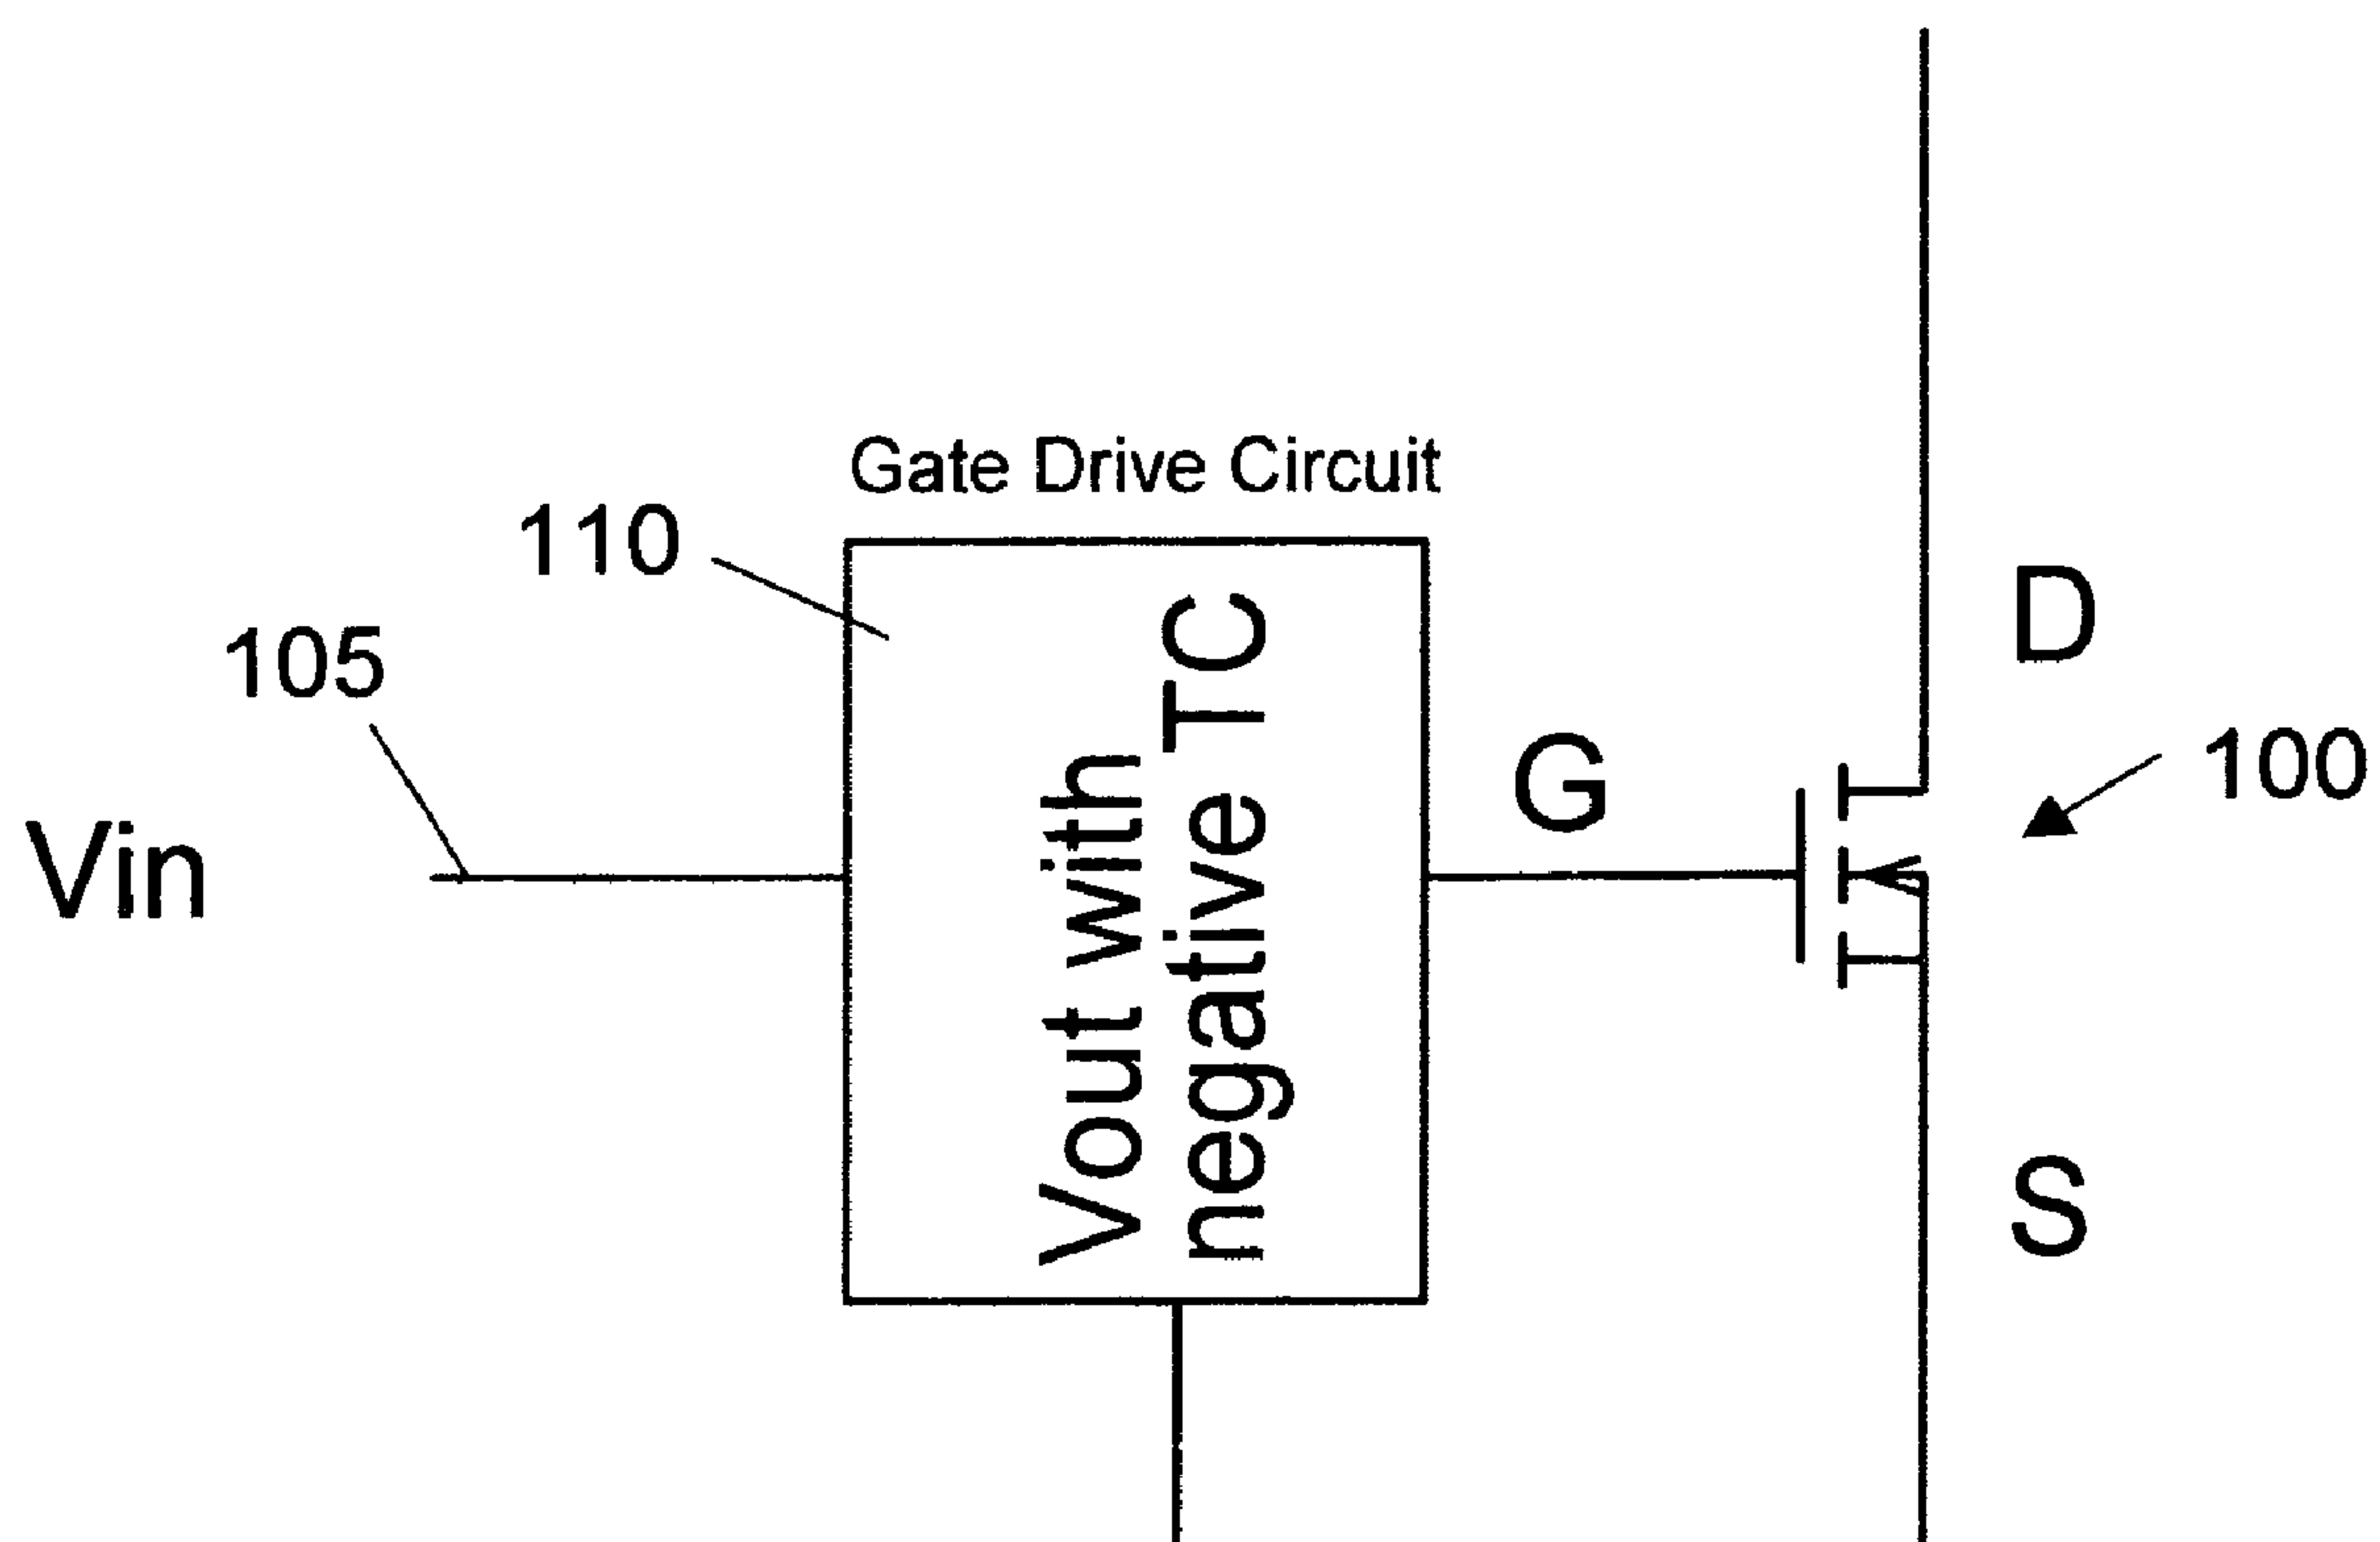 Gate Drive Circuit
110
105
Vin
Vout with
negative TC
G
D
100
S